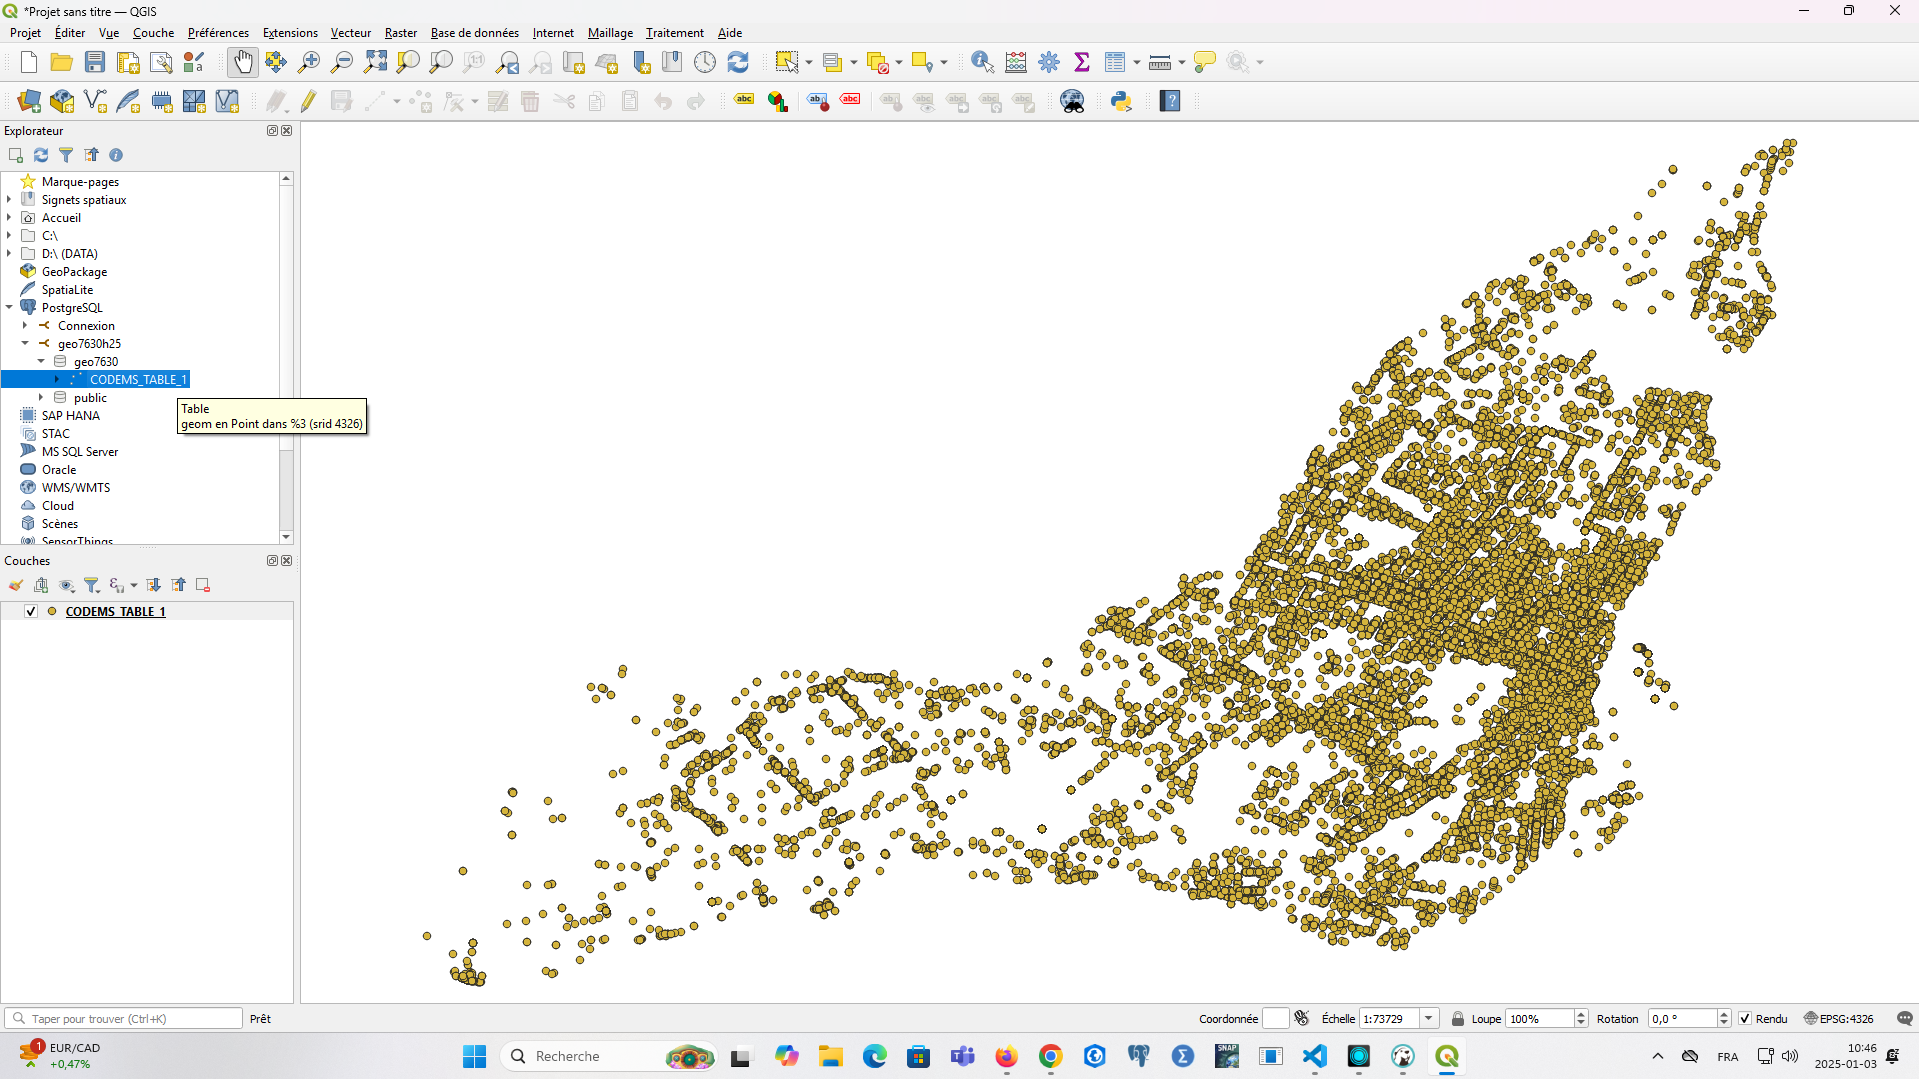 *Projet sans titre — QGIS
Projet Éditer Vue Couche Préférences Extensions Vecteur Raster Base de données Internet Maillage Traitement Aide
Explorateur
Marque-pages
Signets spatiaux
Accueil
C:\
D:\ (DATA)
GeoPackage
SpatiaLite
PostgreSQL
Connexion
geo7630h25
geo7630
CODEMS_TABLE_1
public
Table
geom en Point dans %3 (srid 4326)
SAP HANA
STAC
MS SQL Server
Oracle
WMS/WMTS
Cloud
Scènes
SensorThings
Couches
CODEMS_TABLE_1
Taper pour trouver (Ctrl+K) Prêt Coordonnée Échelle 1:73729 Loupe 100% Rotation 0,0 ° Rendu EPSG:4326
1 EUR/CAD
+0,47%
Recherche
SNAP
FRA
10:46
2025-01-03